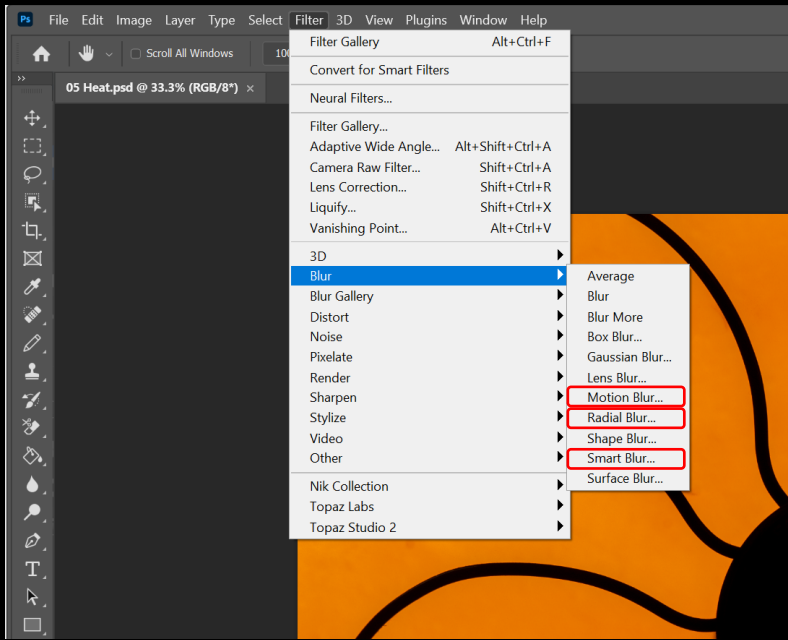 Ps File Edit Image Layer Type Select Filter 3D View Plugins Window Help
Scroll All Windows 100
05 Heat.psd @ 33.3% (RGB/8*) ×
Filter Gallery Alt+Ctrl+F
Convert for Smart Filters
Neural Filters...
Filter Gallery...
Adaptive Wide Angle... Alt+Shift+Ctrl+A
Camera Raw Filter... Shift+Ctrl+A
Lens Correction... Shift+Ctrl+R
Liquify... Shift+Ctrl+X
Vanishing Point... Alt+Ctrl+V
3D
Blur
Blur Gallery
Distort
Noise
Pixelate
Render
Sharpen
Stylize
Video
Other
Nik Collection
Topaz Labs
Topaz Studio 2
Average
Blur
Blur More
Box Blur...
Gaussian Blur...
Lens Blur...
Motion Blur...
Radial Blur...
Shape Blur...
Smart Blur...
Surface Blur...